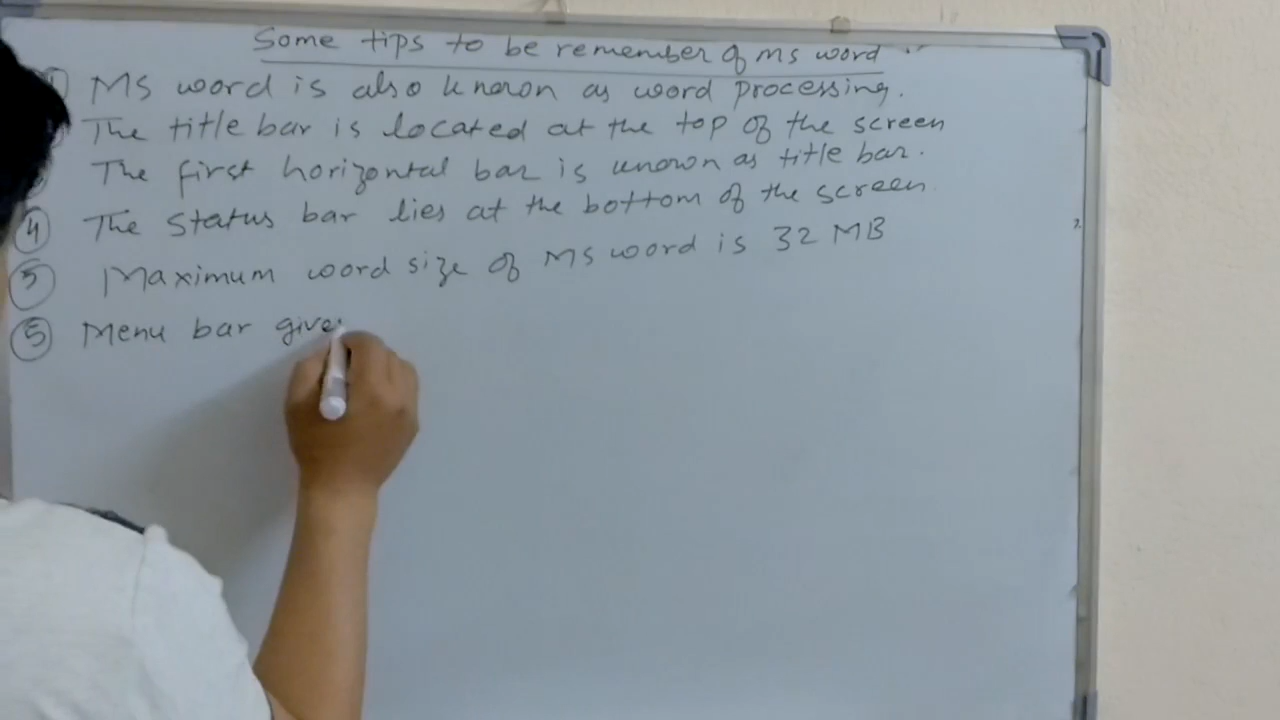 Some tips to be remember of ms word
MS word is also known as word processing.
The title bar is located at the top of the screen
The first horizontal bar is known as title bar.
④ The status bar lies at the bottom of the screen.
⑤ Maximum word size of MS word is 32 MB
⑤ Menu bar give